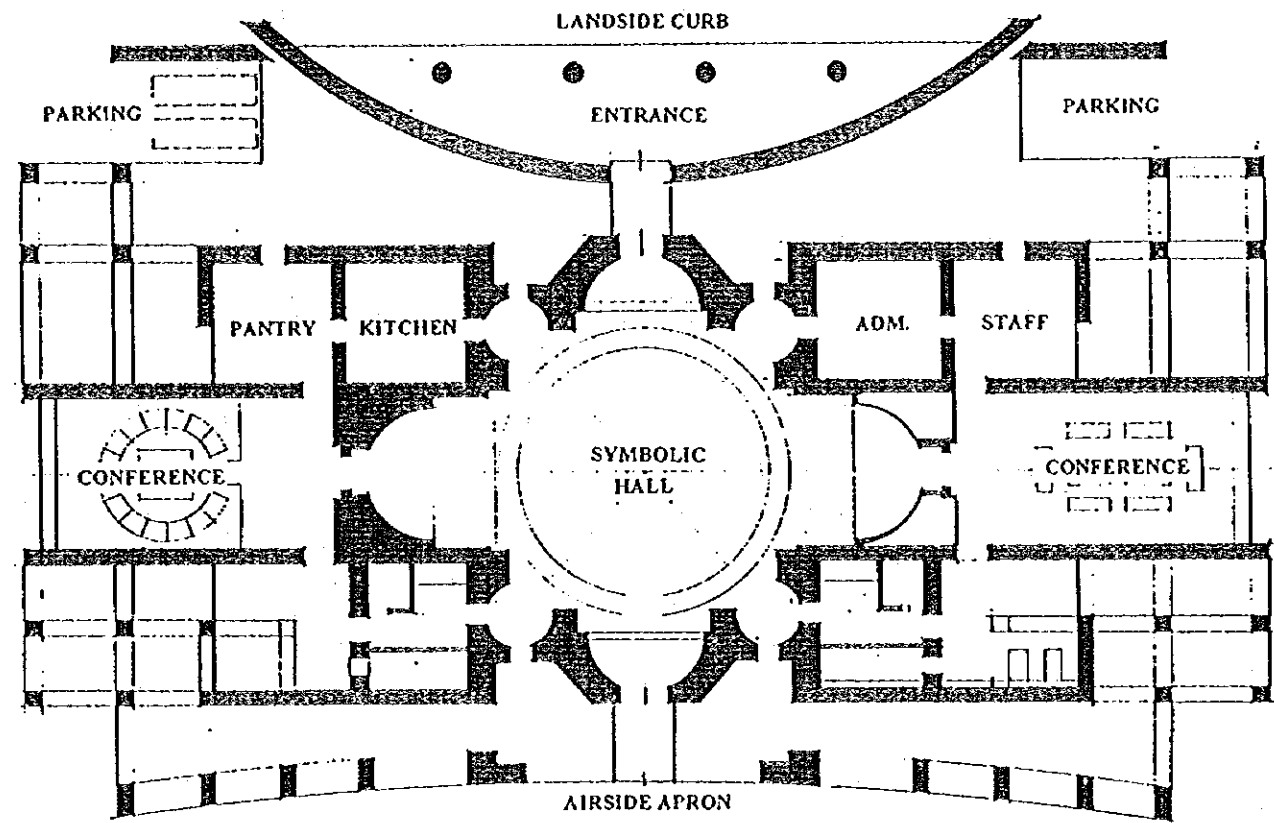 LANDSIDE CURB
PARKING
ENTRANCE
PARKING
PANTRY
KITCHEN
ADM.
STAFF
CONFERENCE
SYMBOLIC
HALL
CONFERENCE
AIRSIDE APRON